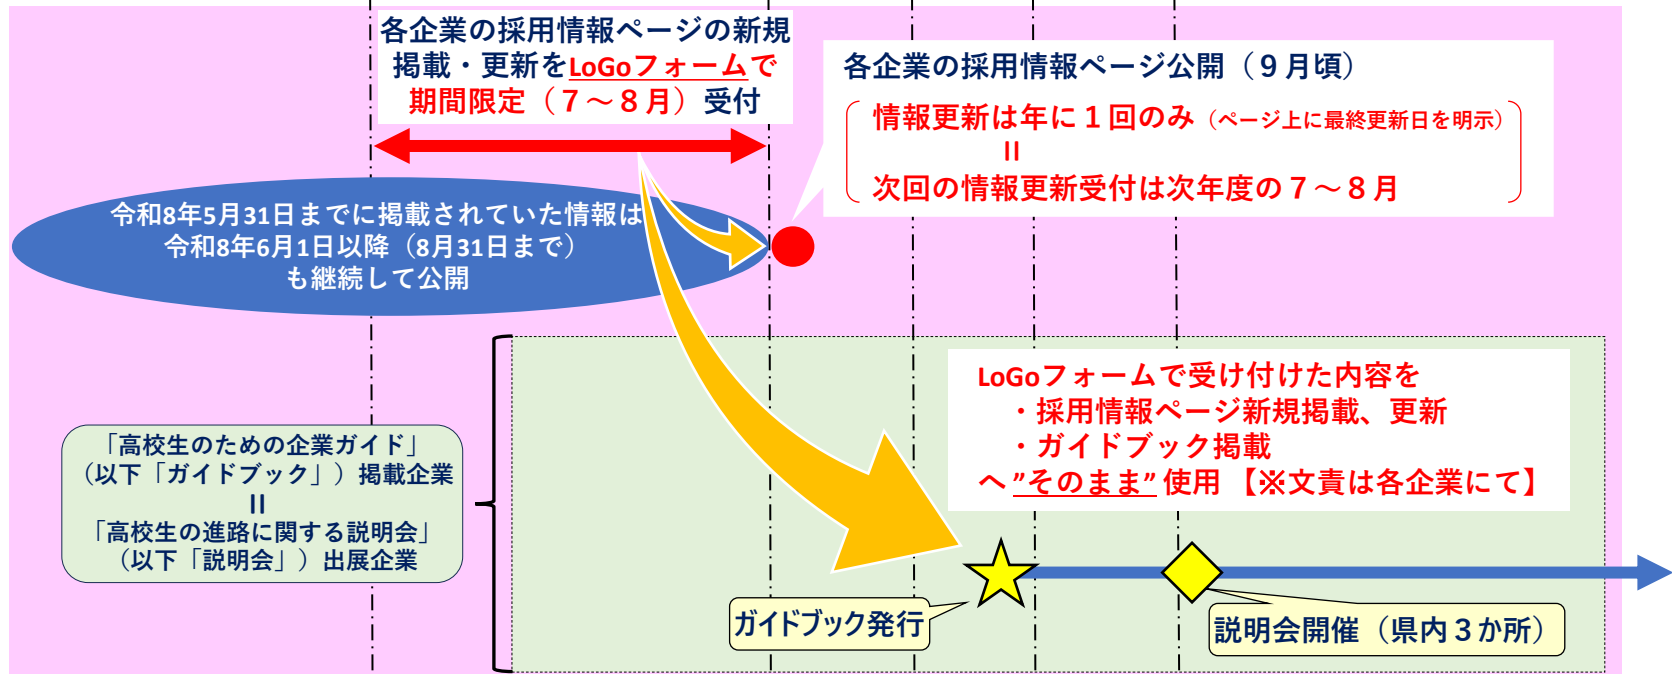 各企業の採用情報ページの新規
掲載・更新をLoGoフォームで
期間限定（７～８月）受付
各企業の採用情報ページ公開（９月頃）
情報更新は年に１回のみ（ページ上に最終更新日を明示）
＝
次回の情報更新受付は次年度の７～８月
令和8年5月31日までに掲載されていた情報は
令和8年6月1日以降（8月31日まで）
も継続して公開
LoGoフォームで受け付けた内容を
・採用情報ページ新規掲載、更新
・ガイドブック掲載
へ”そのまま”使用【※文責は各企業にて】
「高校生のための企業ガイド」
（以下「ガイドブック」）掲載企業
＝
「高校生の進路に関する説明会」
（以下「説明会」）出展企業
ガイドブック発行
説明会開催（県内３か所）